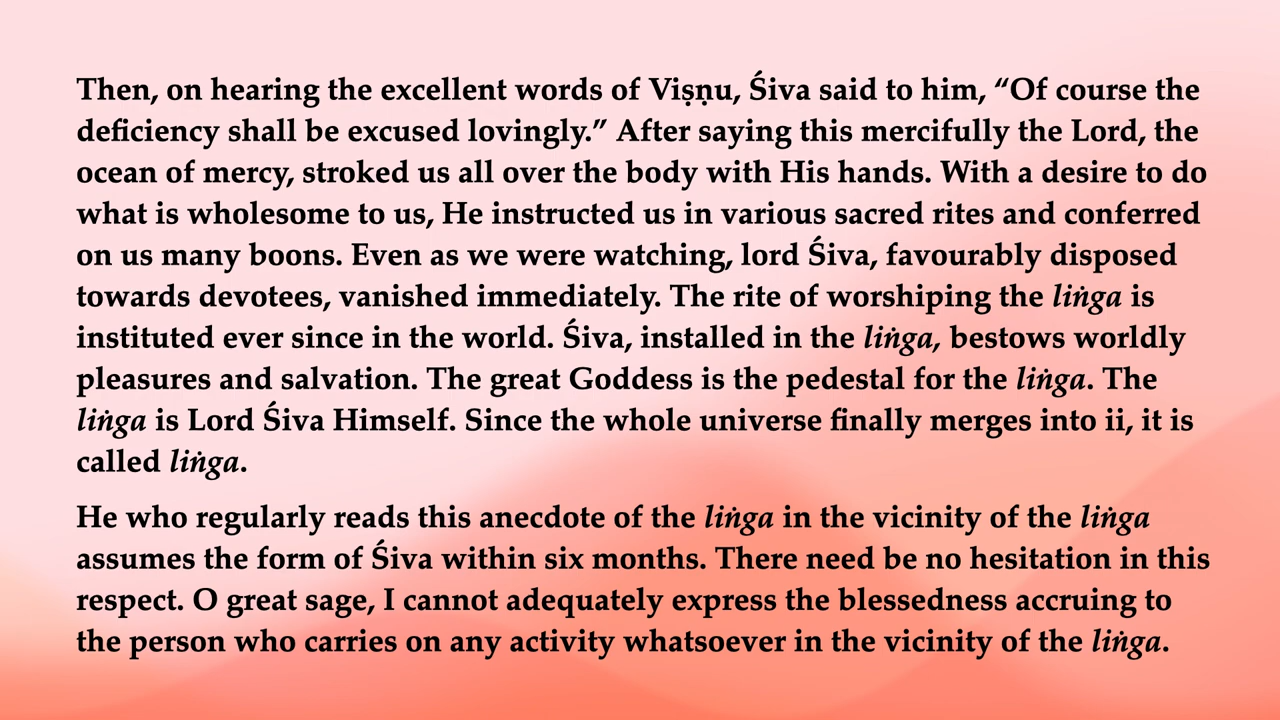 Then, on hearing the excellent words of Viṣṇu, Śiva said to him, “Of course the
deficiency shall be excused lovingly.” After saying this mercifully the Lord, the
ocean of mercy, stroked us all over the body with His hands. With a desire to do
what is wholesome to us, He instructed us in various sacred rites and conferred
on us many boons. Even as we were watching, lord Śiva, favourably disposed
towards devotees, vanished immediately. The rite of worshiping the liṅga is
instituted ever since in the world. Śiva, installed in the liṅga, bestows worldly
pleasures and salvation. The great Goddess is the pedestal for the liṅga. The
liṅga is Lord Śiva Himself. Since the whole universe finally merges into ii, it is
called liṅga.
He who regularly reads this anecdote of the liṅga in the vicinity of the liṅga
assumes the form of Śiva within six months. There need be no hesitation in this
respect. O great sage, I cannot adequately express the blessedness accruing to
the person who carries on any activity whatsoever in the vicinity of the liṅga.